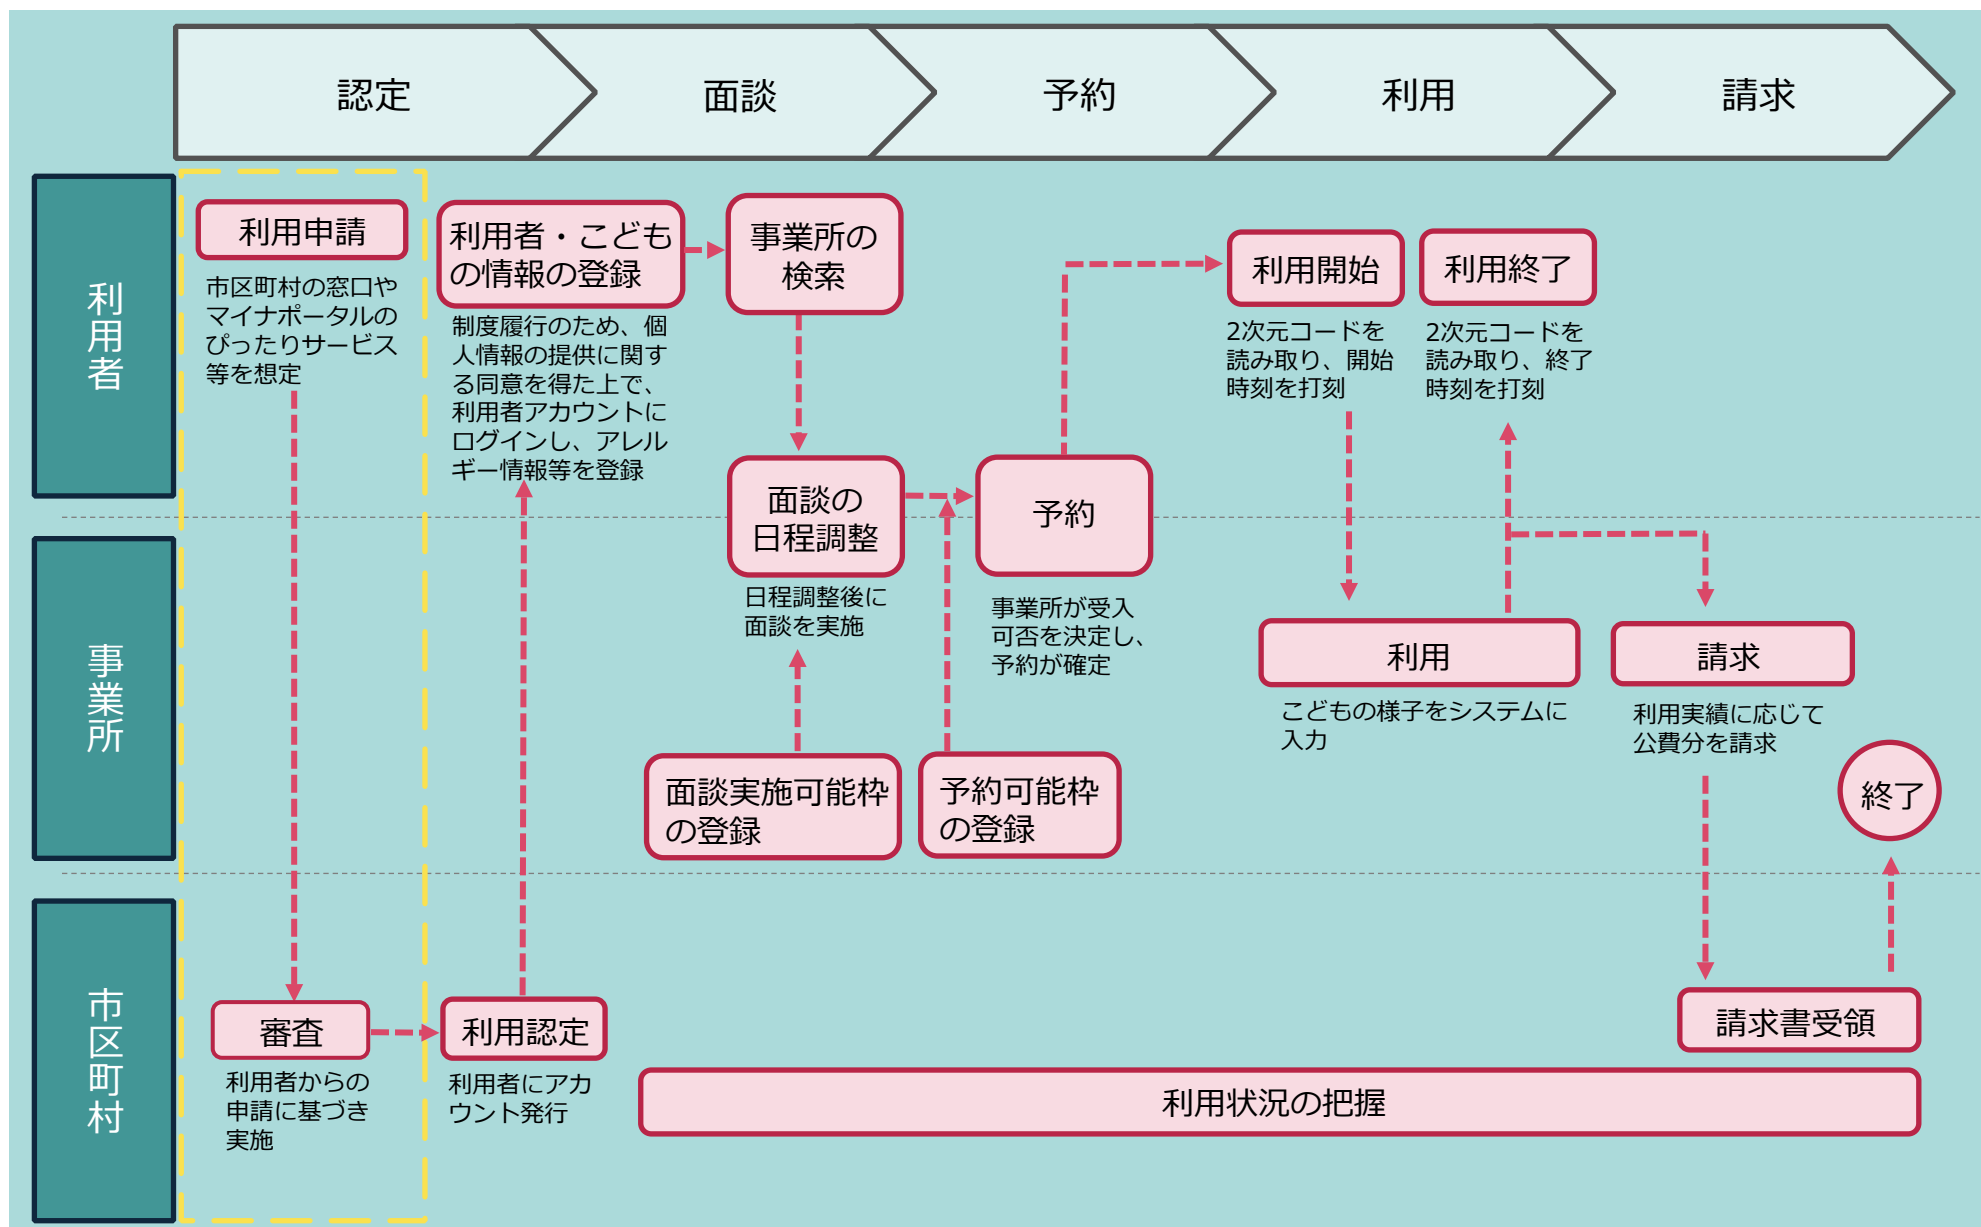 認定
面談
予約
利用
請求
利用者
利用申請
市区町村の窓口や
マイナポータルの
ぴったりサービス
等を想定
利用者・こども
の情報の登録
制度履行のため、個
人情報の提供に関す
る同意を得た上で、
利用者アカウントに
ログインし、アレル
ギー情報等を登録
事業所の
検索
面談の
日程調整
日程調整後に
面談を実施
予約
事業所が受入
可否を決定し、
予約が確定
利用開始
2次元コードを
読み取り、開始
時刻を打刻
利用終了
2次元コードを
読み取り、終了
時刻を打刻
事業所
面談実施可能枠
の登録
予約可能枠
の登録
利用
こどもの様子をシステムに
入力
請求
利用実績に応じて
公費分を請求
終了
市区町村
審査
利用者からの
申請に基づき
実施
利用認定
利用者にアカ
ウント発行
請求書受領
利用状況の把握